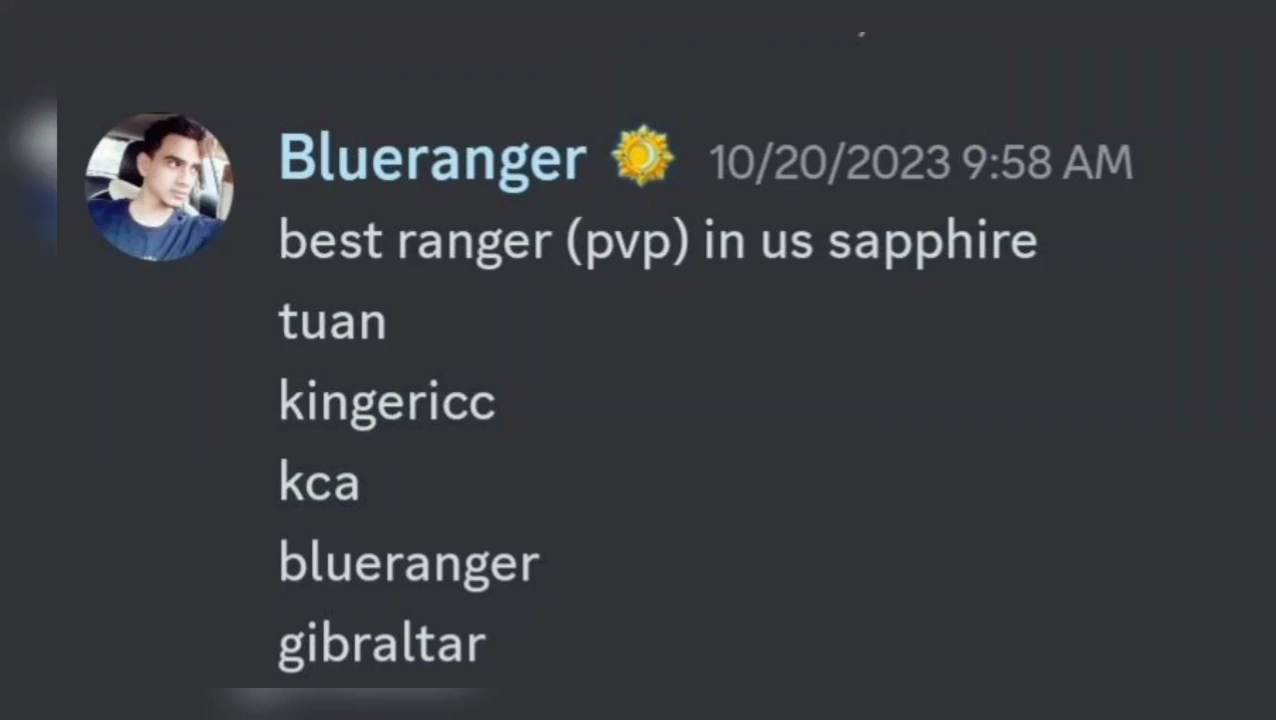 Blueranger 10/20/2023 9:58 AM
best ranger (pvp) in us sapphire
tuan
kingericc
kca
blueranger
gibraltar